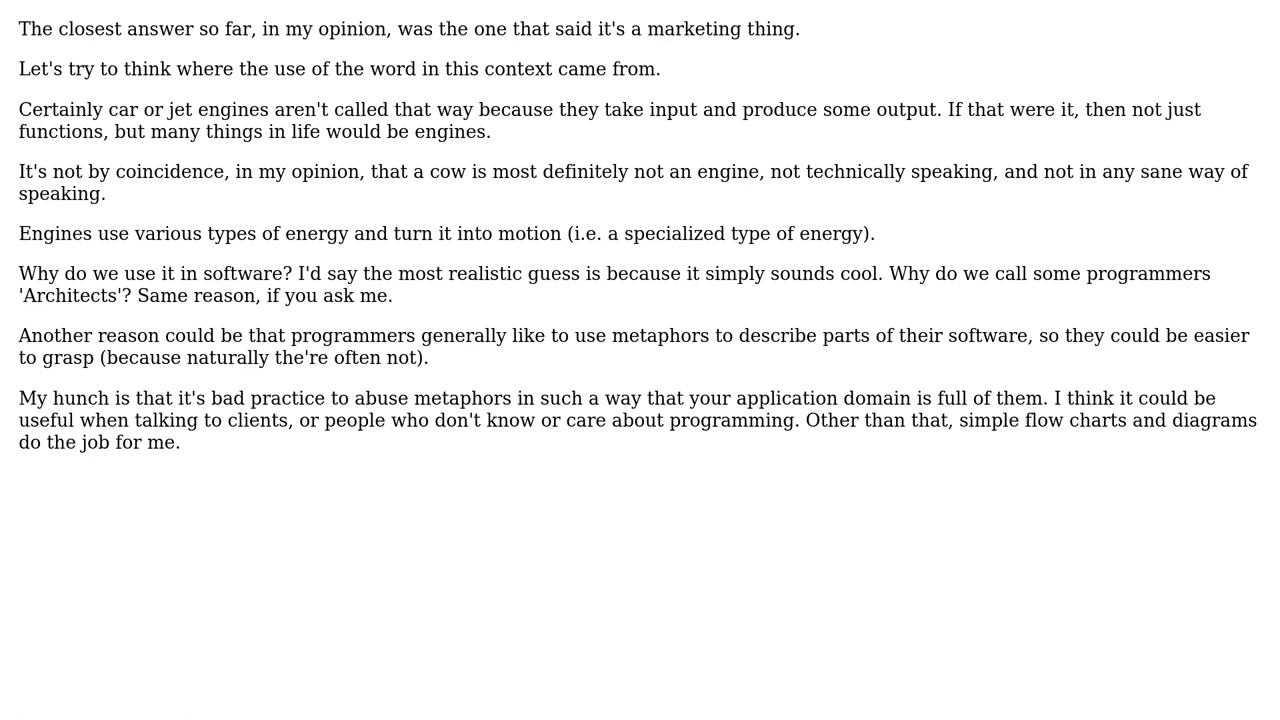 The closest answer so far, in my opinion, was the one that said it's a marketing thing.
Let's try to think where the use of the word in this context came from.
Certainly car or jet engines aren't called that way because they take input and produce some output. If that were it, then not just
functions, but many things in life would be engines.
It's not by coincidence, in my opinion, that a cow is most definitely not an engine, not technically speaking, and not in any sane way of
speaking.
Engines use various types of energy and turn it into motion (i.e. a specialized type of energy).
Why do we use it in software? I'd say the most realistic guess is because it simply sounds cool. Why do we call some programmers
'Architects'? Same reason, if you ask me.
Another reason could be that programmers generally like to use metaphors to describe parts of their software, so they could be easier
to grasp (because naturally the're often not).
My hunch is that it's bad practice to abuse metaphors in such a way that your application domain is full of them. I think it could be
useful when talking to clients, or people who don't know or care about programming. Other than that, simple flow charts and diagrams
do the job for me.